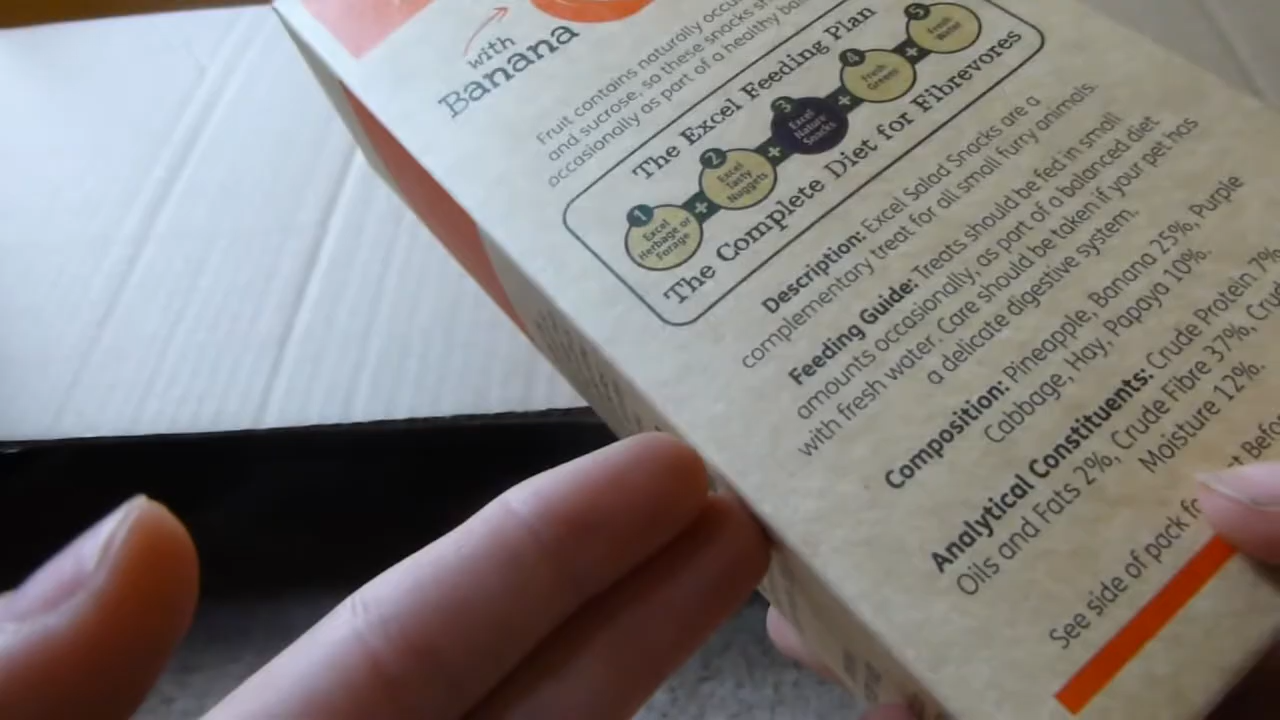 with
Banana
Fruit contains naturally
and sucrose, so these snacks
occasionally as part of a healthy
The Excel Feeding Plan
1
Excel
Herbage or
Forage
+
2
Excel
Tasty
Nuggets
+
3
Excel
Nature
Snacks
+
4
Fresh
Greens
+
5
Fresh
Water
The Complete Diet for Fibrevores
Description: Excel Salad Snacks are a
complementary treat for all small furry animals.
Feeding Guide: Treats should be fed in small
amounts occasionally, as part of a balanced diet
with fresh water. Care should be taken if your pet has
a delicate digestive system.
Composition: Pineapple, Banana 25%, Purple
Cabbage, Hay, Papaya 10%.
Analytical Constituents: Crude Protein 7%
Oils and Fats 2%, Crude Fibre 37%,
Moisture 12%.
See side of pack